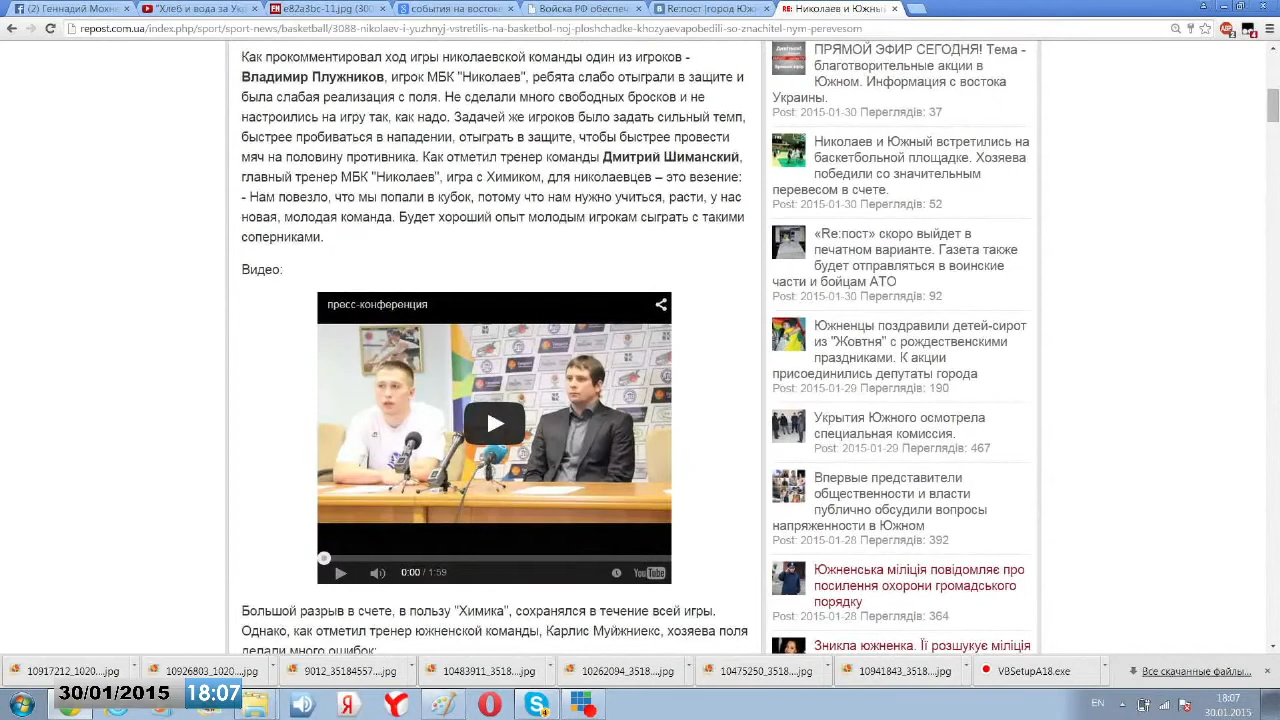 Войска РФ обеспеч
repost.com.ua/index.php/sport/sport-news/basketbol/3088-nikolaev-i-yuzhnyj-vstretilis-na-basketbol-noj-ploshchadke-khozyaevapobedili-so-znachitel-nym-perevesom
Как прокомментировал ход игры николаевской команды один из игроков -
Владимир Плужников, игрок МБК "Николаев", ребята слабо отыграли в защите и
была слабая реализация с поля. Не сделали много свободных бросков и не
настроились на игру так, как надо. Задачей же игроков было задать сильный темп,
быстрее пробиваться в нападении, отыграть в защите, чтобы быстрее провести
мяч на половину противника. Как отметил тренер команды Дмитрий Шиманский,
главный тренер МБК "Николаев", игра с Химиком, для николаевцев – это везение:
- Нам повезло, что мы попали в кубок, потому что нам нужно учиться, расти, у нас
новая, молодая команда. Будет хороший опыт молодым игрокам сыграть с такими
соперниками.
Видео:
пресс-конференция
0:00 / 1:59
YouTube
Большой разрыв в счете, в пользу "Химика", сохранялся в течение всей игры.
Однако, как отметил тренер южненской команды, Карлис Муйжниекс, хозяева поля
делали много ошибок:
ПРЯМОЙ ЭФИР СЕГОДНЯ! Тема -
благотворительные акции в
Южном. Информация с востока
Украины.
Post: 2015-01-30 Переглядів: 37
Николаев и Южный встретились на
баскетбольной площадке. Хозяева
победили со значительным
перевесом в счете.
Post: 2015-01-30 Переглядів: 52
«Re:пост» скоро выйдет в
печатном варианте. Газета также
будет отправляться в воинские
части и бойцам АТО
Post: 2015-01-30 Переглядів: 92
Юженцы поздравили детей-сирот
из "Жовтня" с рождественскими
праздниками. К акции
присоединились депутаты города
Post: 2015-01-29 Переглядів: 190
Укрытия Южного осмотрела
специальная комиссия.
Post: 2015-01-29 Переглядів: 467
Впервые представители
общественности и власти
публично обсудили вопросы
напряженности в Южном
Post: 2015-01-28 Переглядів: 392
Южненська міліція повідомляє про
посилення охорони громадського
порядку
Post: 2015-01-28 Переглядів: 364
Зникла южненка. Її розшукує міліція
10917212_1020....jpg
10926803_1020
10483911_3518....jpg
10262094_3518....jpg
10475250_3518....jpg
10941843_3518....jpg
VBSetupA18.exe
Все скачанные файлы...
30/01/2015 18:07
EN
18:07
30.01.2015